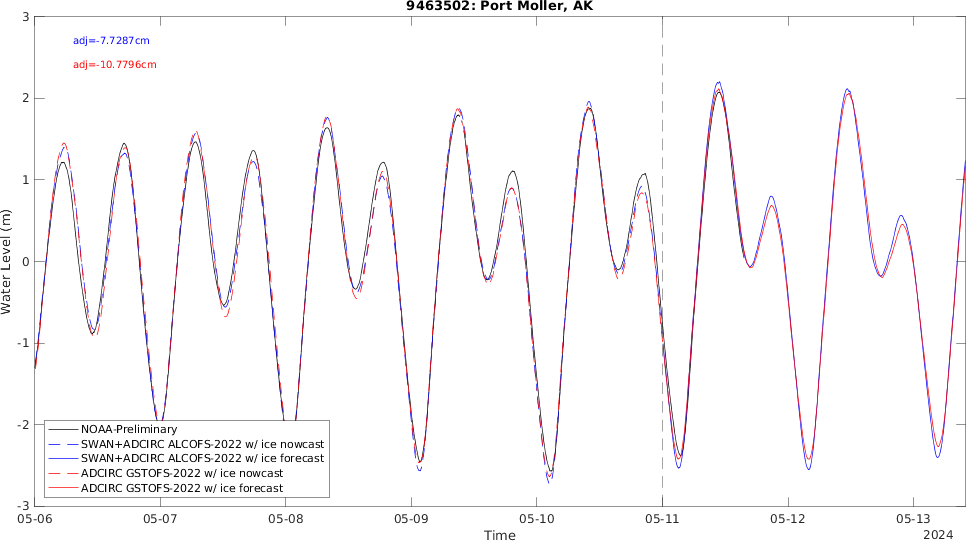 9463502: Port Moller, AK
adj=-7.7287cm
adj=-10.7796cm
Water Level (m)
3
2
1
0
-1
-2
-3
NOAA-Preliminary
SWAN+ADCIRC ALCOFS-2022 w/ ice nowcast
SWAN+ADCIRC ALCOFS-2022 w/ ice forecast
ADCIRC GSTOFS-2022 w/ ice nowcast
ADCIRC GSTOFS-2022 w/ ice forecast
05-06 05-07 05-08 05-09 05-10 05-11 05-12 05-13
Time
2024